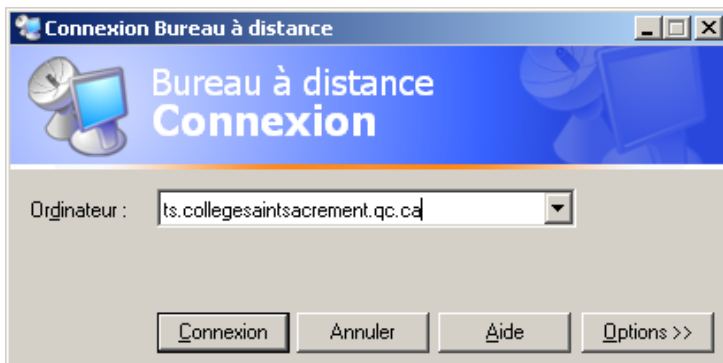 Connexion Bureau à distance
Bureau à distance
Connexion
Ordinateur : ts.collegesaintsacrement.qc.ca
Connexion Annuler Aide Options >>